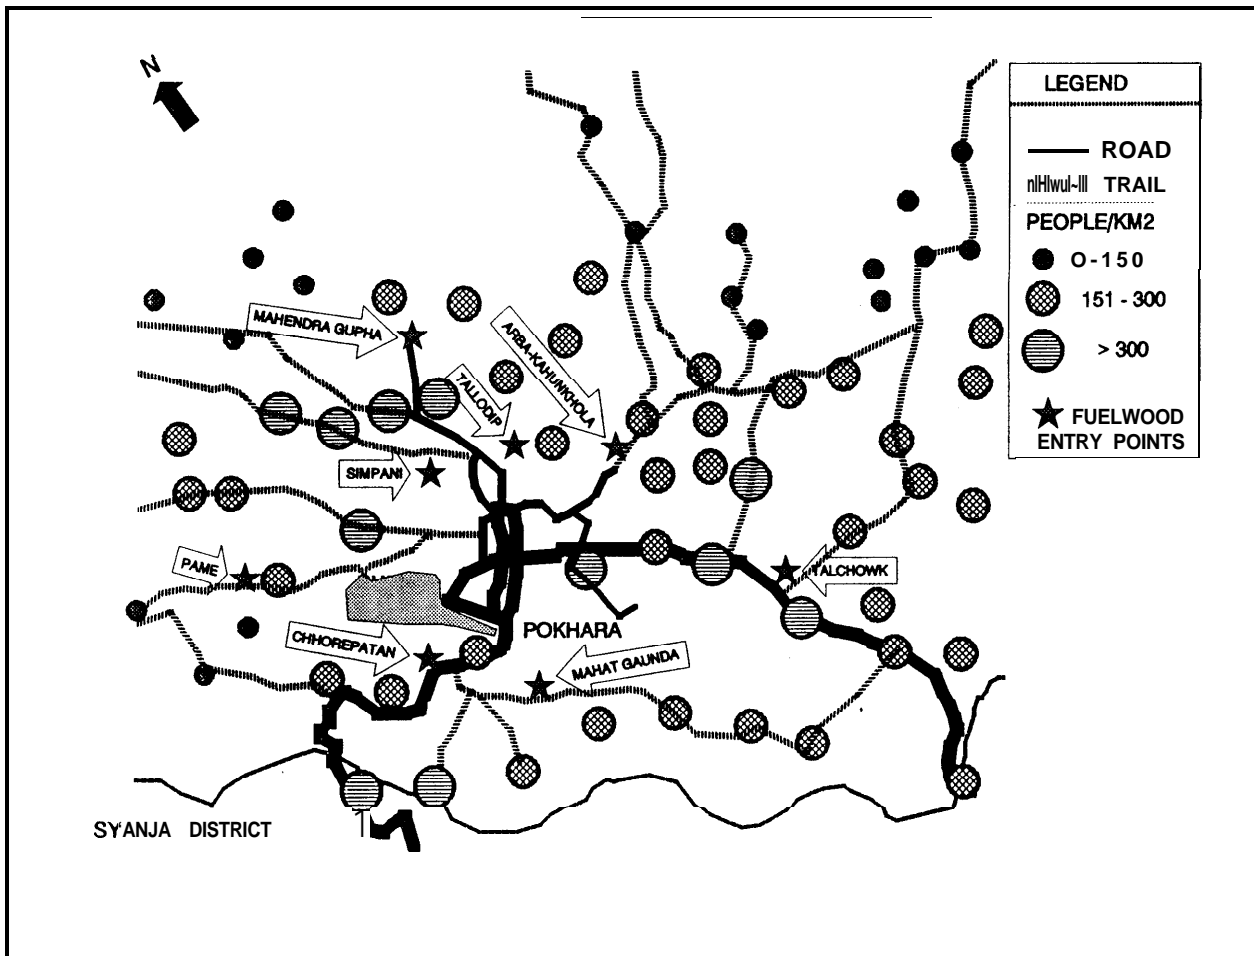 N
LEGEND
ROAD
TRAIL
PEOPLE/KM2
O-150
151 - 300
> 300
FUELWOOD
ENTRY POINTS
MAHENDRA GUPHA
TALLODIP
ARBA-KAHUNKHOLA
SIMPANI
PAME
TALCHOWK
CHHOREPATAN
POKHARA
MAHAT GAUNDA
SYANJA DISTRICT